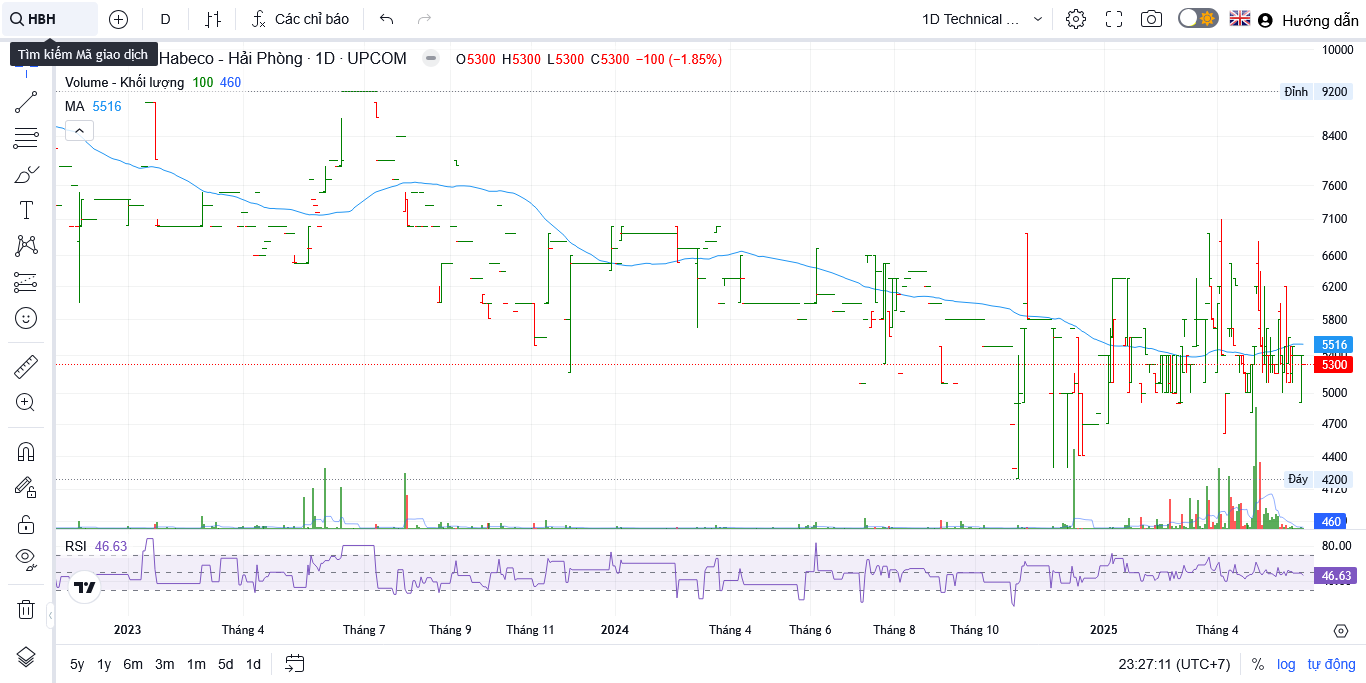 HBH
D
Các chỉ báo
1D Technical ...
Hướng dẫn
Tìm kiếm Mã giao dịch
Habeco - Hải Phòng · 1D · UPCOM
O5300 H5300 L5300 C5300 −100 (−1.85%)
Volume - Khối lượng 100 460
MA 5516
10000
Đỉnh 9200
8400
7600
7100
6600
6200
5800
5516
5300
5000
4700
4400
Đáy 4200
4120
460
RSI 46.63
80.00
46.63
2023
Tháng 4
Tháng 7
Tháng 9
Tháng 11
2024
Tháng 4
Tháng 6
Tháng 8
Tháng 10
2025
Tháng 4
5y 1y 6m 3m 1m 5d 1d
23:27:11 (UTC+7)
% log tự động